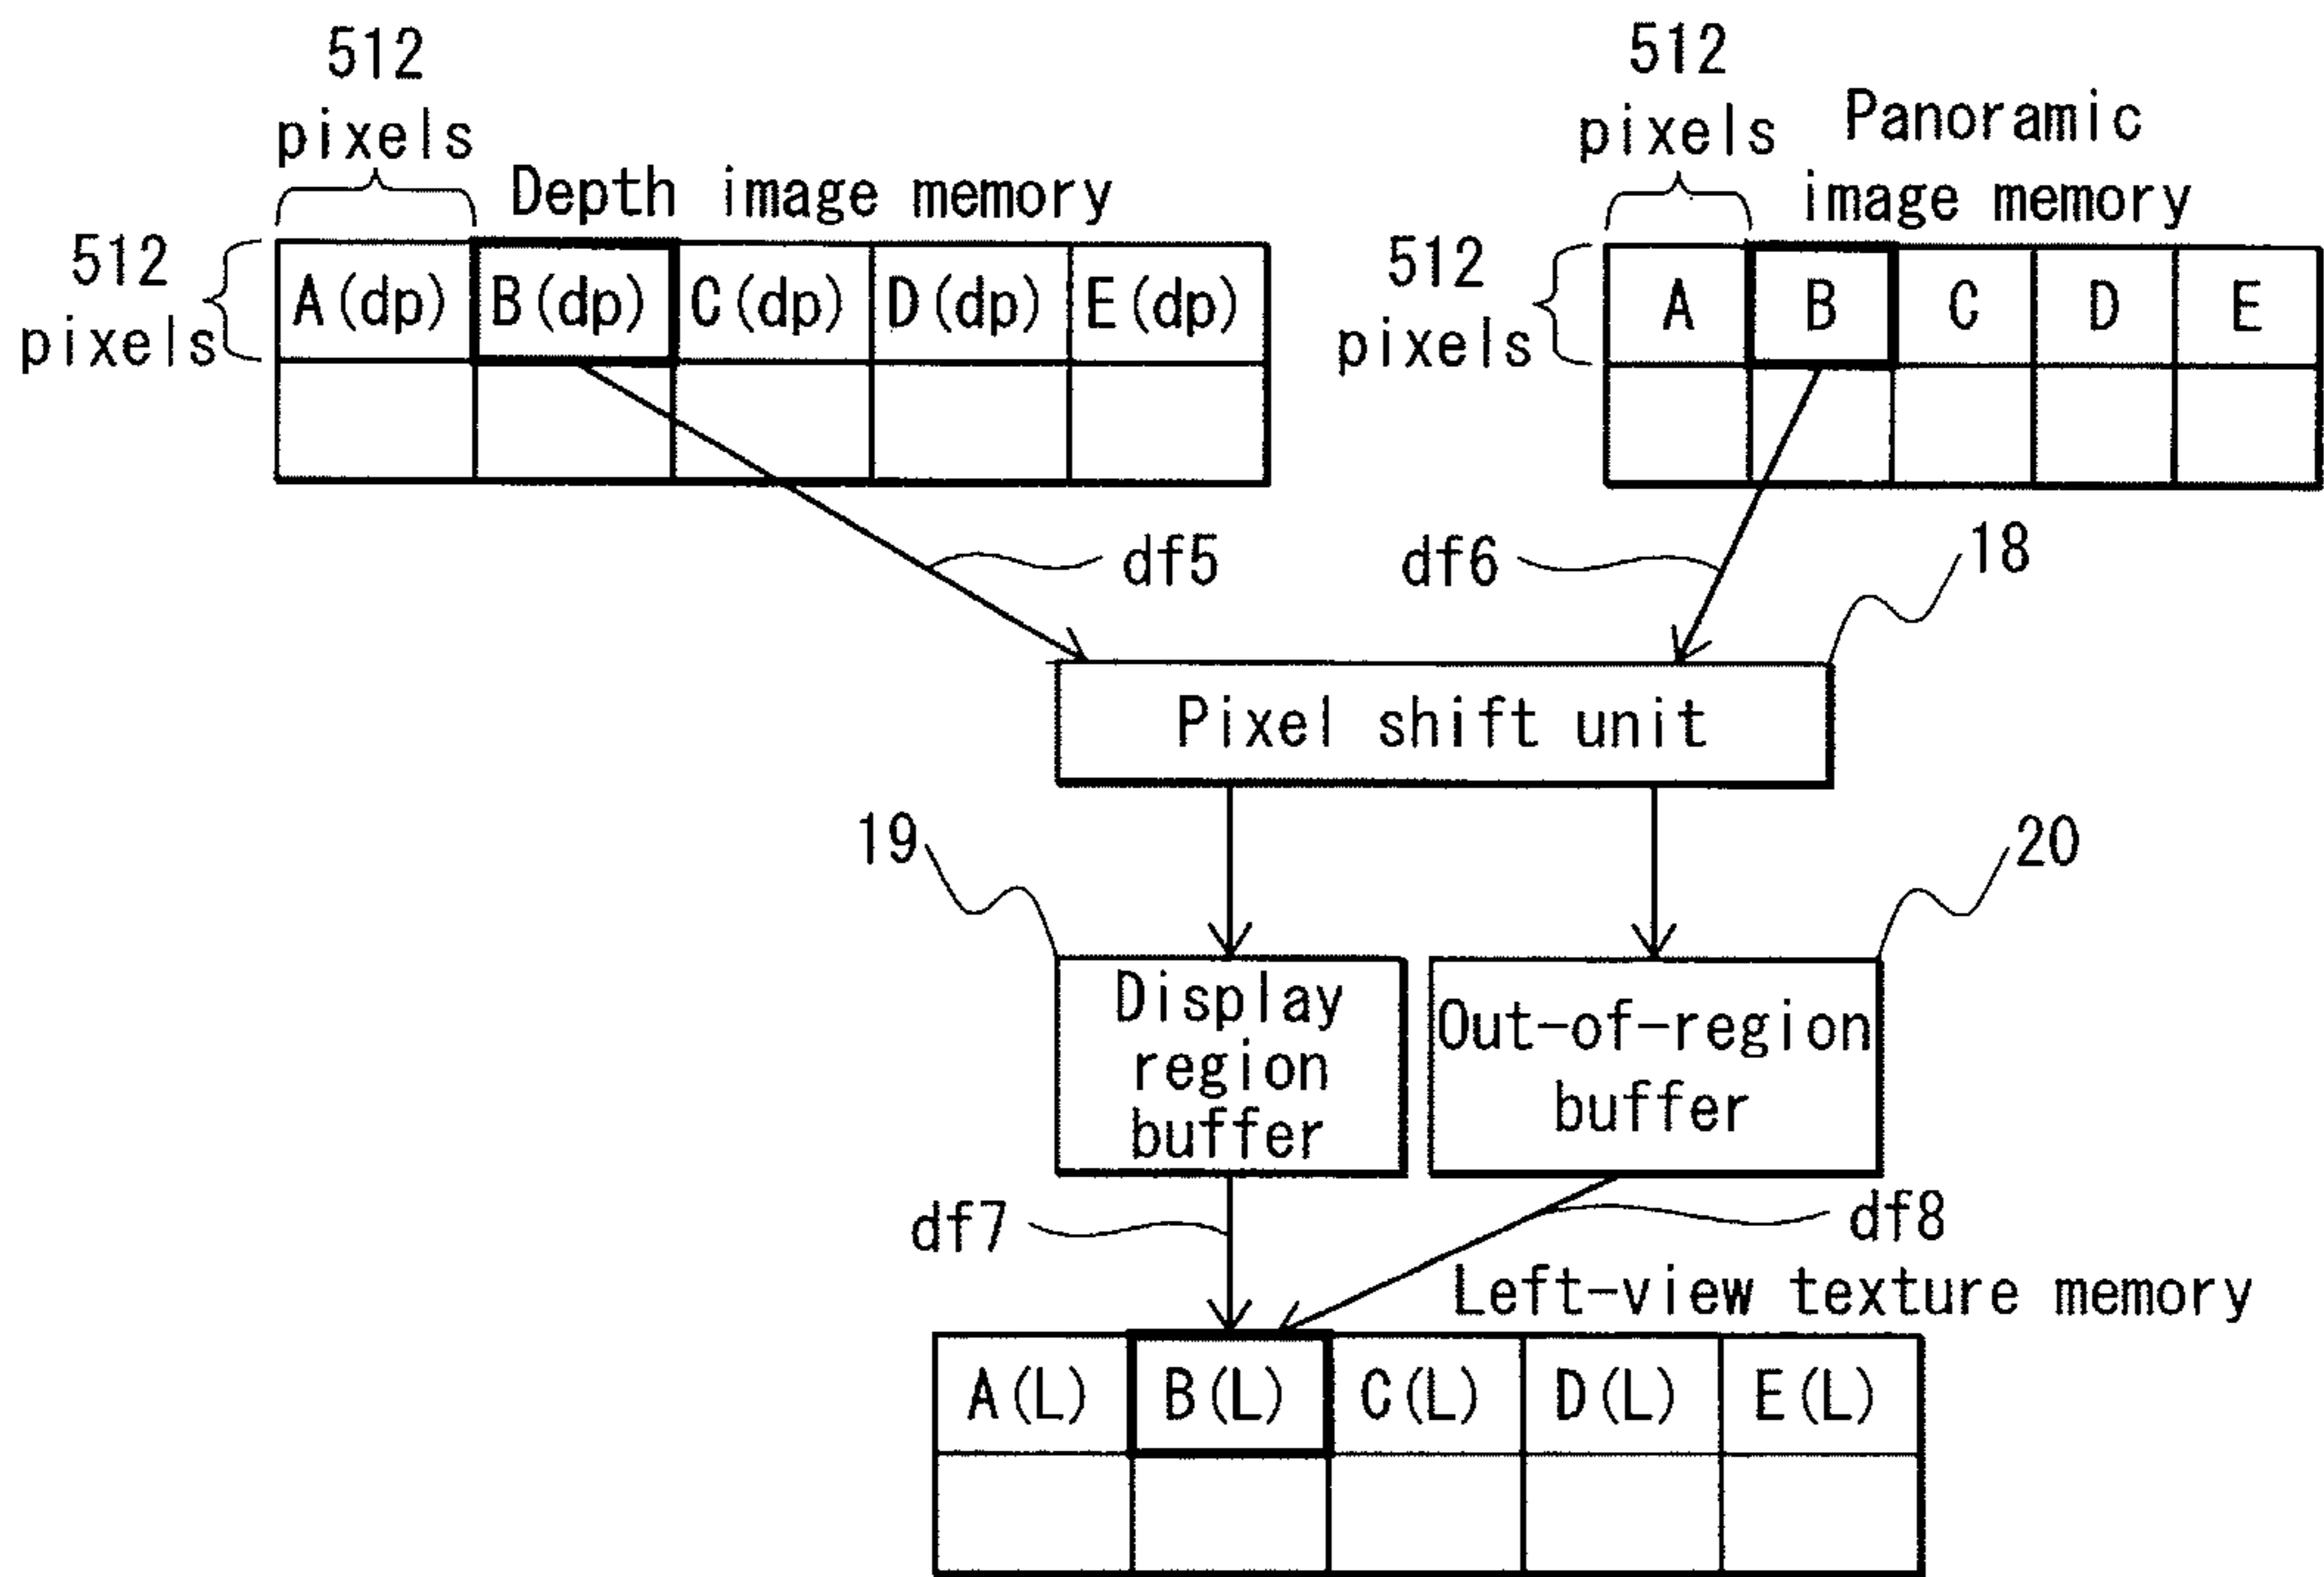 512
pixels
Depth image memory
512
pixels
A(dp) B(dp) C(dp) D(dp) E(dp)
512
pixels
Panoramic
image memory
512
pixels
A B C D E
df5
df6
18
Pixel shift unit
19
20
Display
region
buffer
Out-of-region
buffer
df7
df8
Left-view texture memory
A(L) B(L) C(L) D(L) E(L)